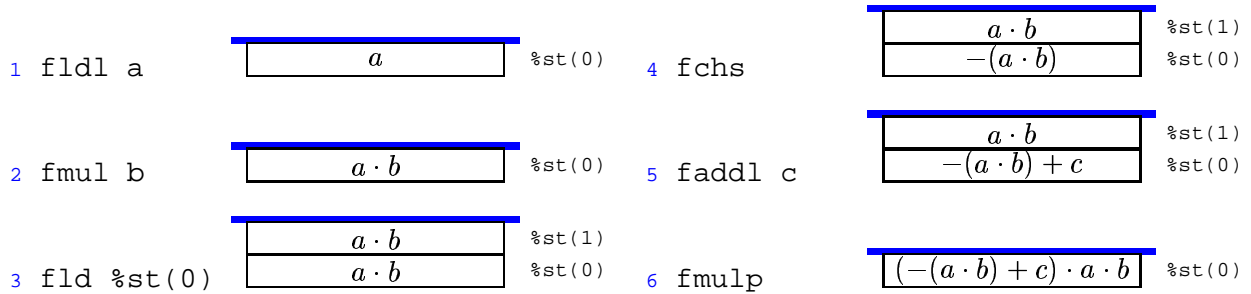 1 fldl a
a %st(0)
2 fmul b
a · b %st(0)
3 fld %st(0)
a · b %st(1)
a · b %st(0)
4 fchs
a · b %st(1)
−(a · b) %st(0)
5 faddl c
a · b %st(1)
−(a · b) + c %st(0)
6 fmulp
(−(a · b) + c) · a · b %st(0)